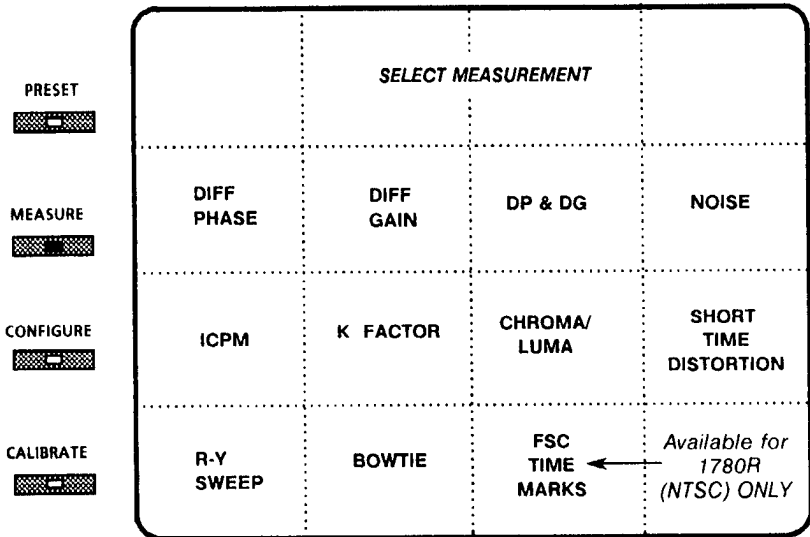 SELECT MEASUREMENT
PRESET
DIFF
PHASE
DIFF
GAIN
DP & DG
NOISE
MEASURE
ICPM
K FACTOR
CHROMA/
LUMA
SHORT
TIME
DISTORTION
CONFIGURE
R-Y
SWEEP
BOWTIE
FSC
TIME
MARKS
Available for
1780R
(NTSC) ONLY
CALIBRATE